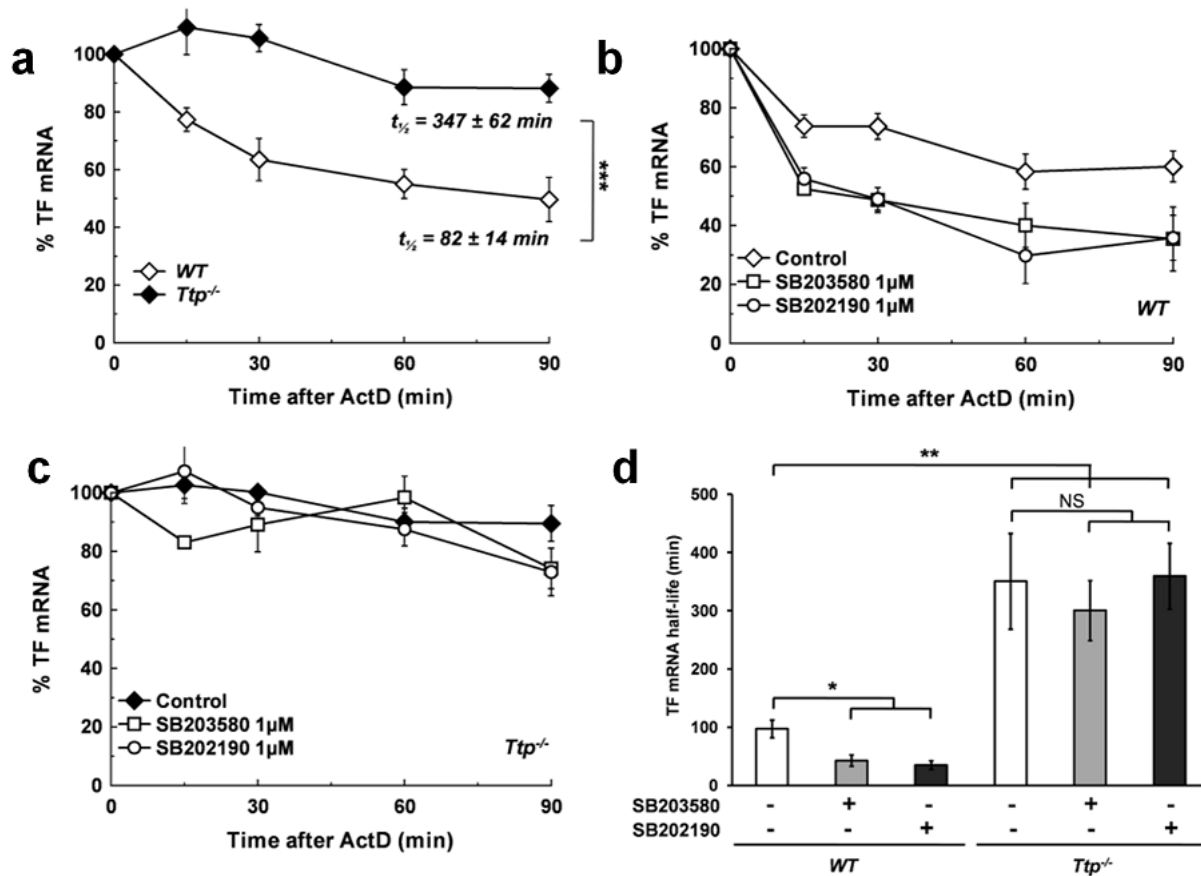 a
% TF mRNA
100
80
60
40
20
0
t½ = 347 ± 62 min
***
t½ = 82 ± 14 min
WT
Ttp-/-
0 30 60 90
Time after ActD (min)
b
% TF mRNA
100
80
60
40
20
0
Control
SB203580 1µM
SB202190 1µM
WT
0 30 60 90
Time after ActD (min)
c
% TF mRNA
100
80
60
40
20
0
Control
SB203580 1µM
SB202190 1µM
Ttp-/-
0 30 60 90
Time after ActD (min)
d
TF mRNA half-life (min)
500
400
300
200
100
0
**
NS
*
SB203580 - + - - + -
SB202190 - - + - - +
WT Ttp-/-